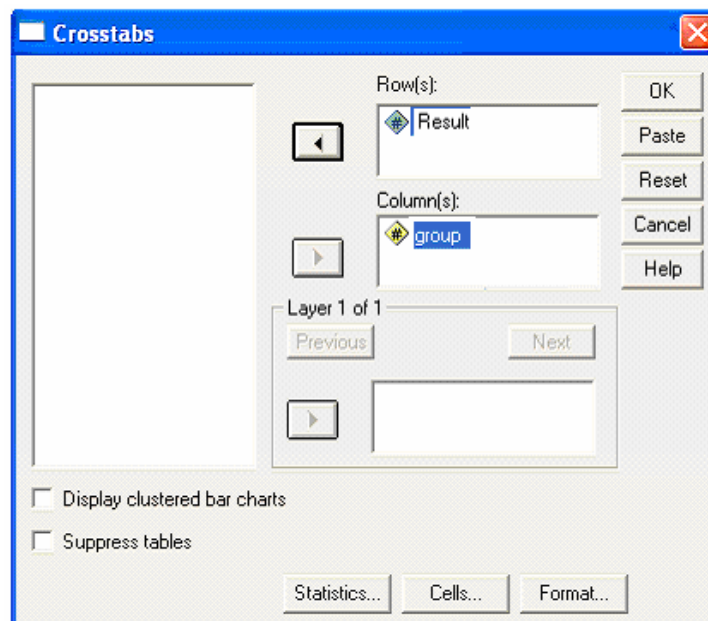 Crosstabs
Row(s):
# Result
OK
Paste
Reset
Cancel
Help
Column(s):
# group
Layer 1 of 1
Previous
Next
Display clustered bar charts
Suppress tables
Statistics...
Cells...
Format...